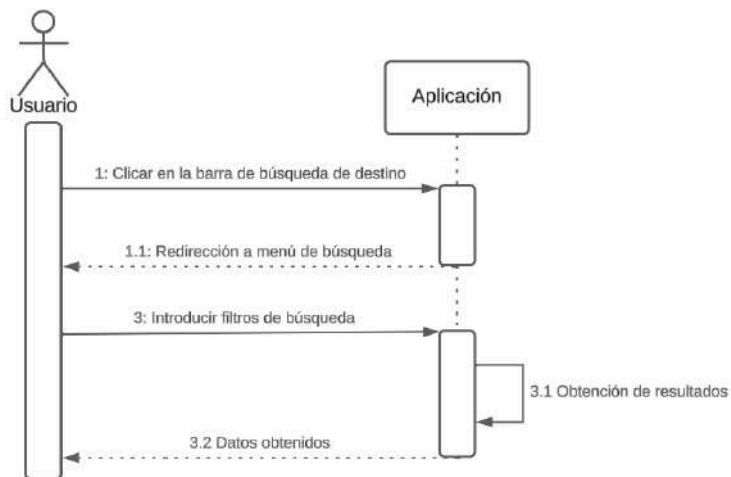 Usuario
Aplicación
1: Clicar en la barra de búsqueda de destino
1.1: Redirección a menú de búsqueda
3: Introducir filtros de búsqueda
3.1 Obtención de resultados
3.2 Datos obtenidos